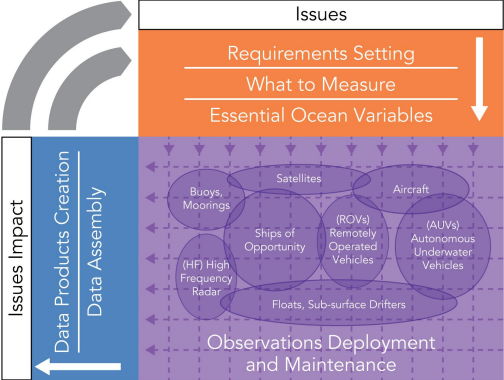 Issues
Requirements Setting
What to Measure
Essential Ocean Variables
Issues Impact
Data Products Creation
Data Assembly
Satellites
Buoys,
Moorings
Aircraft
Ships of
Opportunity
(ROVs)
Remotely
Operated
Vehicles
(AUVs)
Autonomous
Underwater
Vehicles
(HF) High
Frequency
Radar
Floats, Sub-surface Drifters
Observations Deployment
and Maintenance